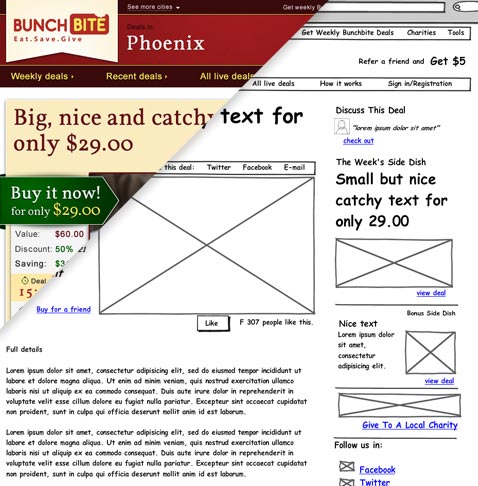 See more cities
Get weekly Bu
BUNCH BITE
Eat.Save.Give
Deals in:
Phoenix
Get Weekly Bunchbite Deals Charities Tools
Refer a friend and Get $5
Weekly deals › Recent deals › All live deals
All live deals How it works Sign in/Registration
Big, nice and catchy text for
only $29.00
this deal: Twitter Facebook E-mail
Buy it now!
for only $29.00
Value: $60.00
Discount: 50%
Saving:
Deal
Buy for a friend
Like F 307 people like this.
Full details
Lorem ipsum dolor sit amet, consectetur adipisicing elit, sed do eiusmod tempor incididunt ut
labore et dolore magna aliqua. Ut enim ad minim veniam, quis nostrud exercitation ullamco
laboris nisi ut aliquip ex ea commodo consequat. Duis aute irure dolor in reprehenderit in
voluptate velit esse cillum dolore eu fugiat nulla pariatur. Excepteur sint occaecat cupidatat
non proident, sunt in culpa qui officia deserunt mollit anim id est laborum.
Lorem ipsum dolor sit amet, consectetur adipisicing elit, sed do eiusmod tempor incididunt ut
labore et dolore magna aliqua. Ut enim ad minim veniam, quis nostrud exercitation ullamco
laboris nisi ut aliquip ex ea commodo consequat. Duis aute irure dolor in reprehenderit in
voluptate velit esse cillum dolore eu fugiat nulla pariatur. Excepteur sint occaecat cupidatat
non proident, sunt in culpa qui officia deserunt mollit anim id est laborum.
Discuss This Deal
"lorem ipsum dolor sit amet"
check out
The Week's Side Dish
Small but nice
catchy text for
only 29.00
view deal
Bonus Side Dish
Nice text
Lorem ipsum dolor
sit amet,
consectetur
adipisicing elit.
view deal
Give To A Local Charity
Follow us in:
Facebook
Twitter